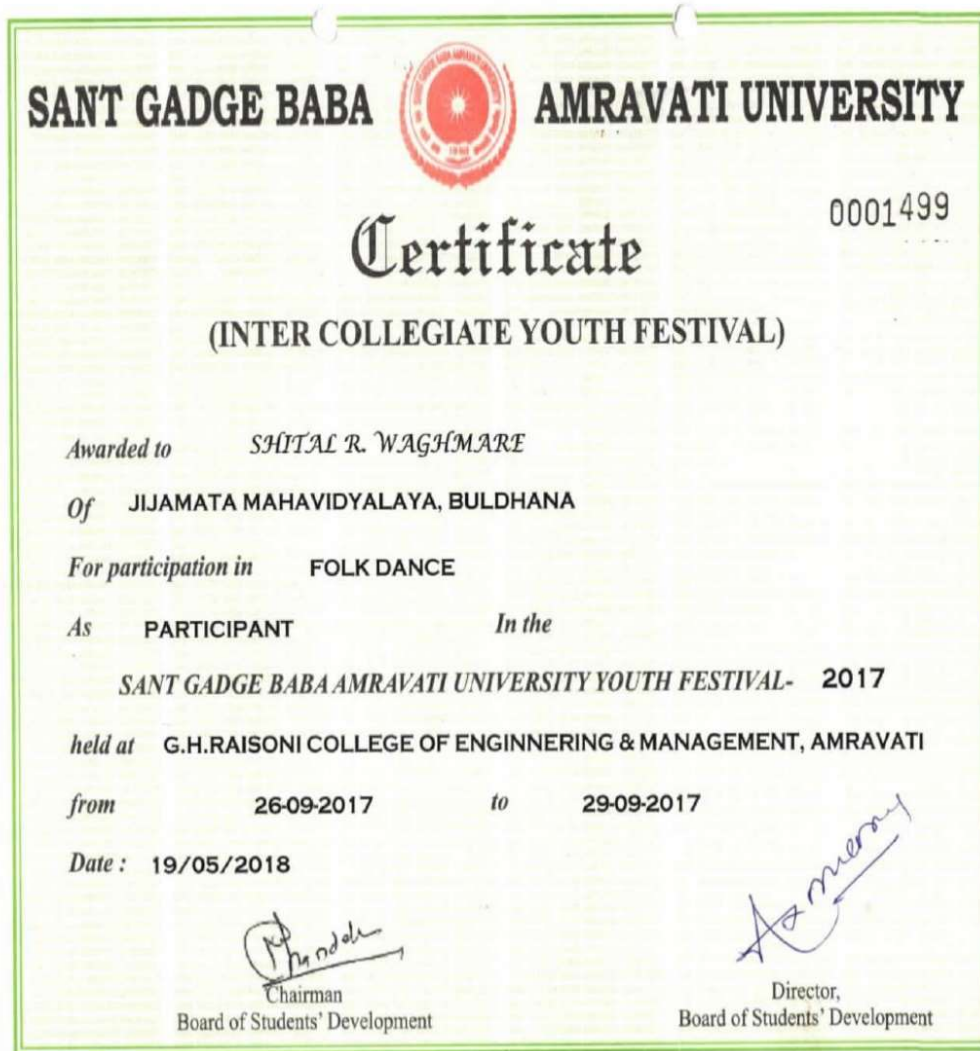 SANT GADGE BABA AMRAVATI UNIVERSITY
0001499
Certificate
(INTER COLLEGIATE YOUTH FESTIVAL)
Awarded to SHITAL R. WAGHMARE
Of JIJAMATA MAHAVIDYALAYA, BULDHANA
For participation in FOLK DANCE
As PARTICIPANT In the
SANT GADGE BABA AMRAVATI UNIVERSITY YOUTH FESTIVAL- 2017
held at G.H.RAISONI COLLEGE OF ENGINNERING & MANAGEMENT, AMRAVATI
from 26-09-2017 to 29-09-2017
Date : 19/05/2018
Chairman
Board of Students' Development
Director,
Board of Students' Development